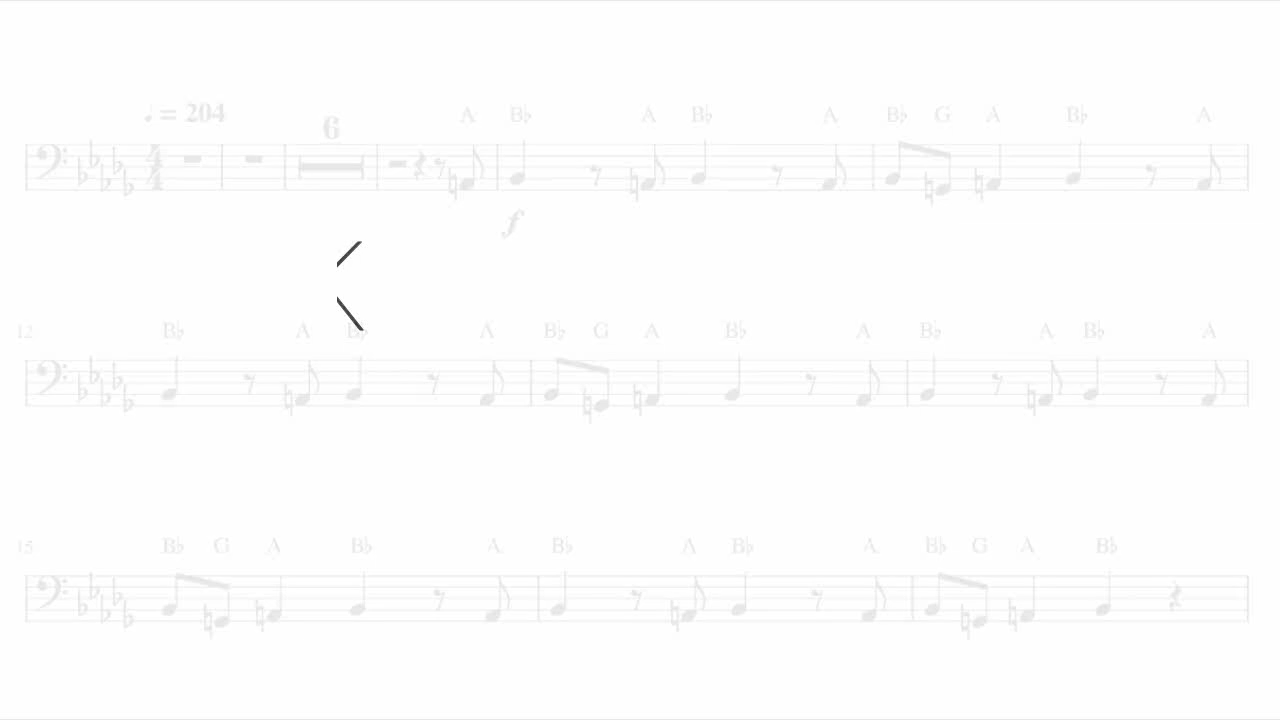 ♩ = 204
6
A B♭ A B♭ A B♭ G A B♭ A
f
12
B♭ A B♭ A B♭ G A B♭ A B♭ A B♭ A
15
B♭ G A B♭ A B♭ A B♭ A B♭ G A B♭